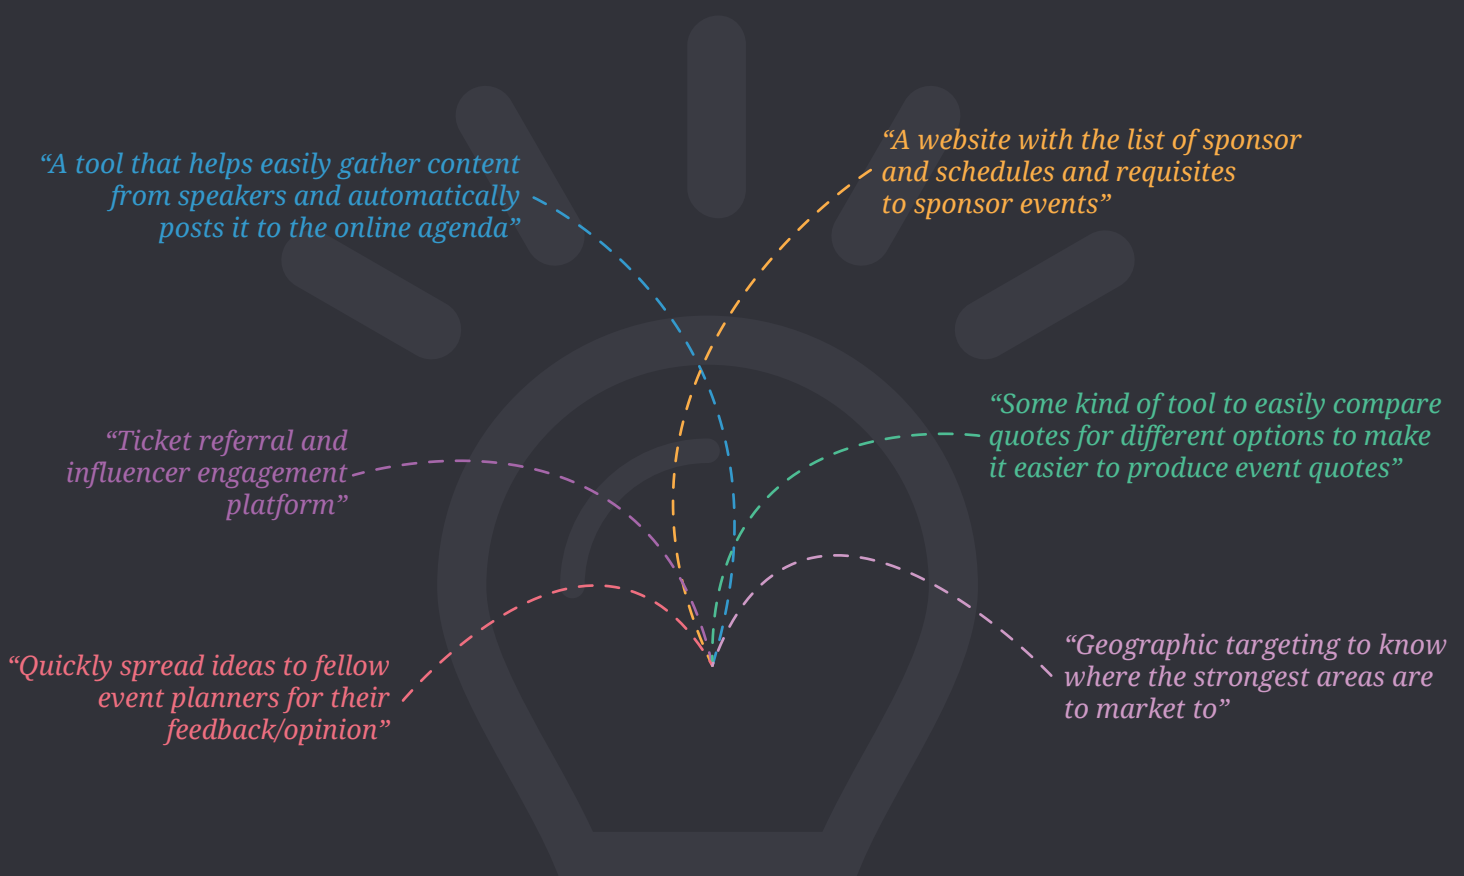 “A tool that helps easily gather content
from speakers and automatically
posts it to the online agenda”
“A website with the list of sponsor
and schedules and requisites
to sponsor events”
“Ticket referral and
influencer engagement
platform”
“Some kind of tool to easily compare
quotes for different options to make
it easier to produce event quotes”
“Quickly spread ideas to fellow
event planners for their
feedback/opinion”
“Geographic targeting to know
where the strongest areas are
to market to”